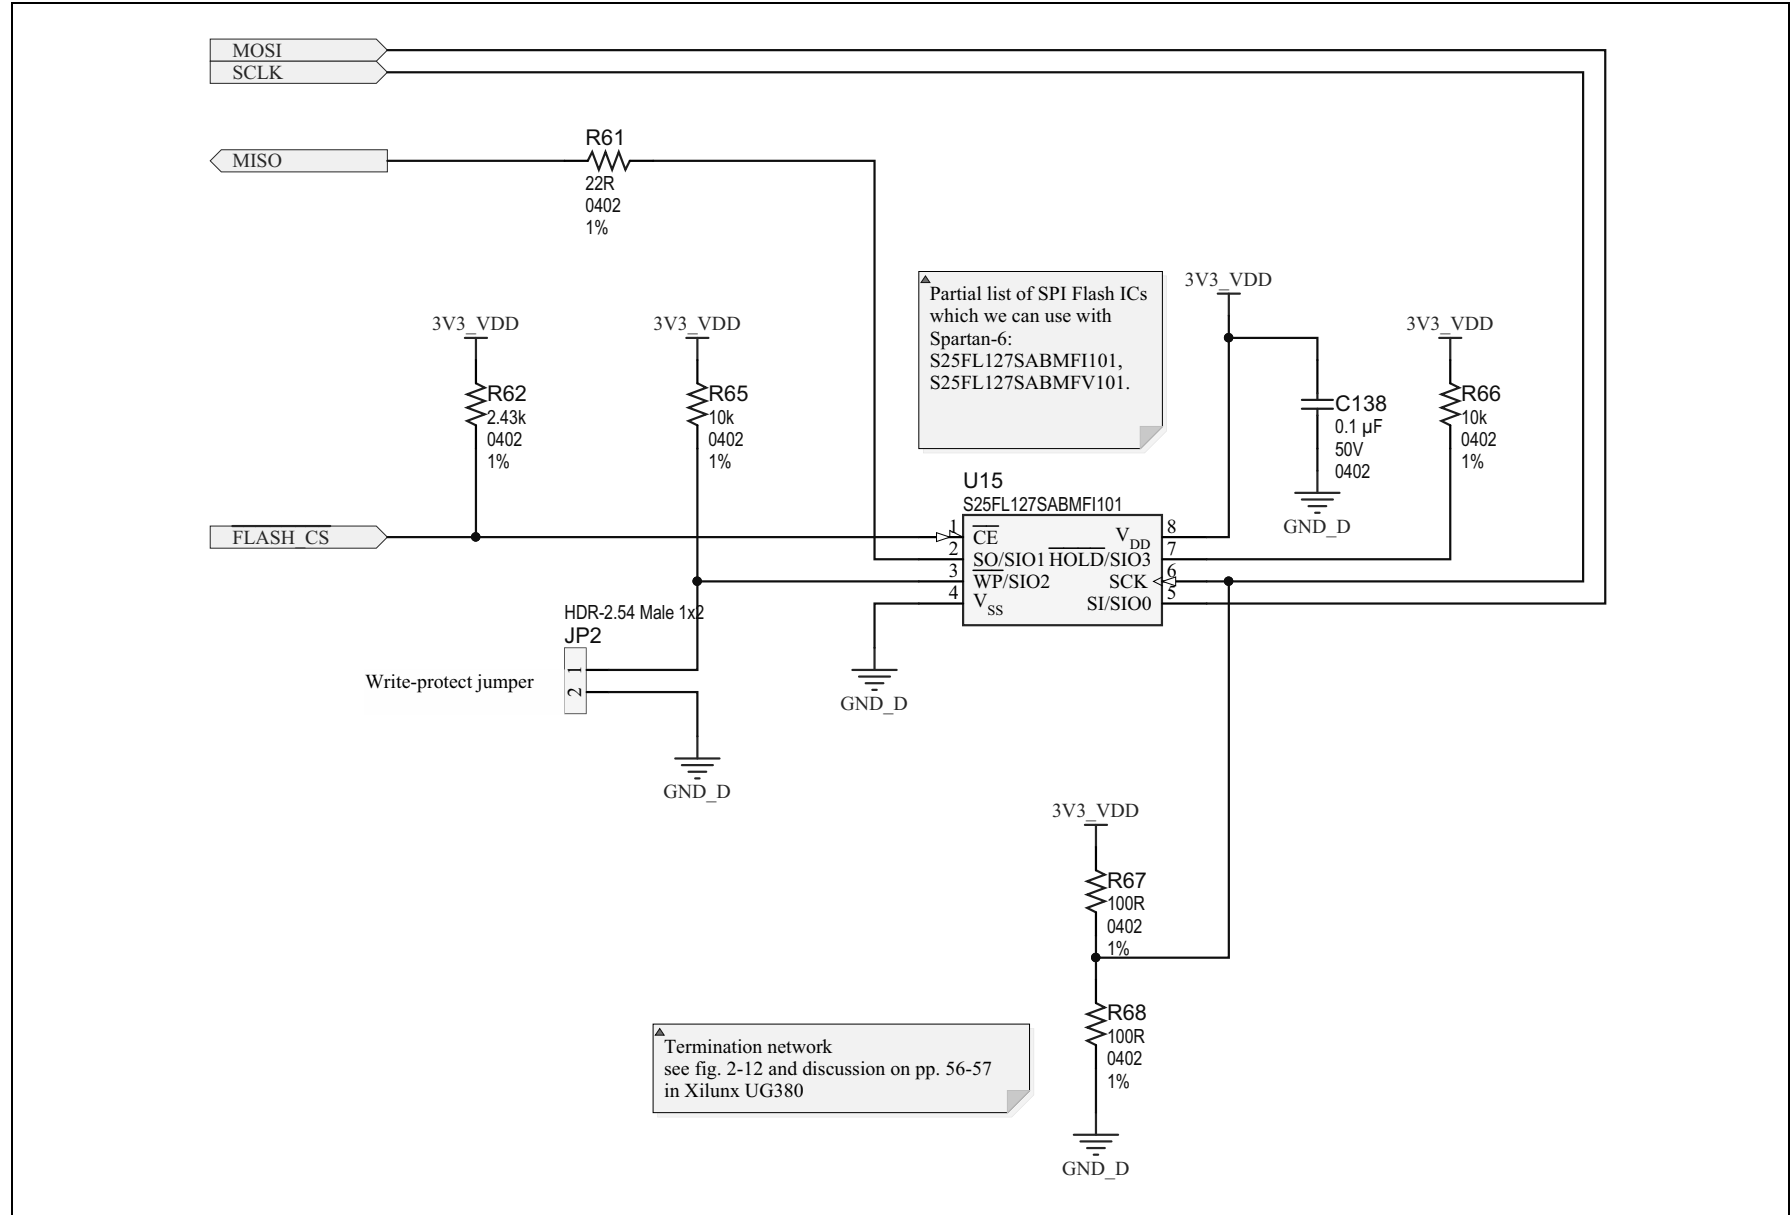 MOSI
SCLK
MISO
R61
22R
0402
1%
Partial list of SPI Flash ICs
which we can use with
Spartan-6:
S25FL127SABMFI101,
S25FL127SABMFV101.
3V3_VDD
3V3_VDD
3V3_VDD
3V3_VDD
R62
2.43k
0402
1%
R65
10k
0402
1%
C138
0.1 µF
50V
0402
GND_D
R66
10k
0402
1%
U15
S25FL127SABMFI101
FLASH_CS
1 CE
2 SO/SIO1
3 WP/SIO2
4 VSS
VDD 8
HOLD/SIO3 7
SCK 6
SI/SIO0 5
HDR-2.54 Male 1x2
JP2
1
2
Write-protect jumper
GND_D
GND_D
3V3_VDD
R67
100R
0402
1%
R68
100R
0402
1%
GND_D
Termination network
see fig. 2-12 and discussion on pp. 56-57
in Xilunx UG380